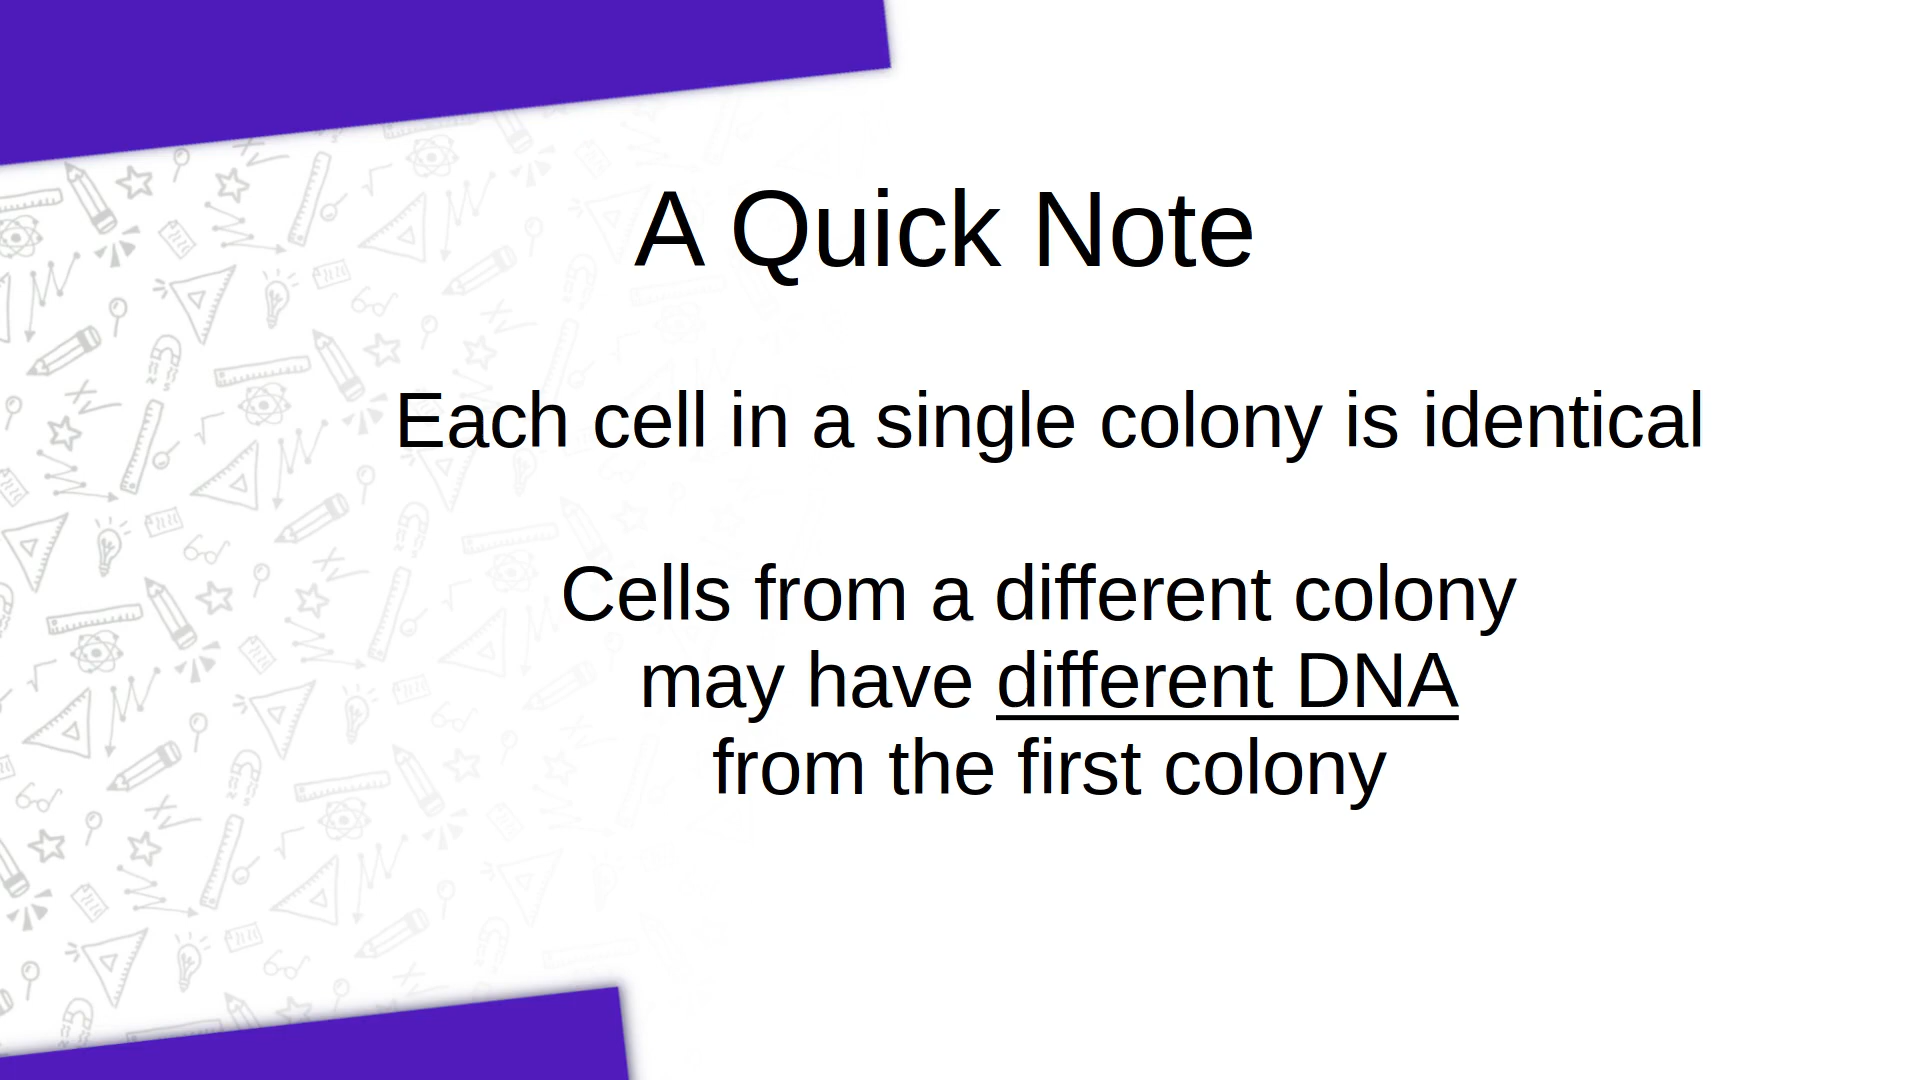 A Quick Note
Each cell in a single colony is identical
Cells from a different colony
may have different DNA
from the first colony